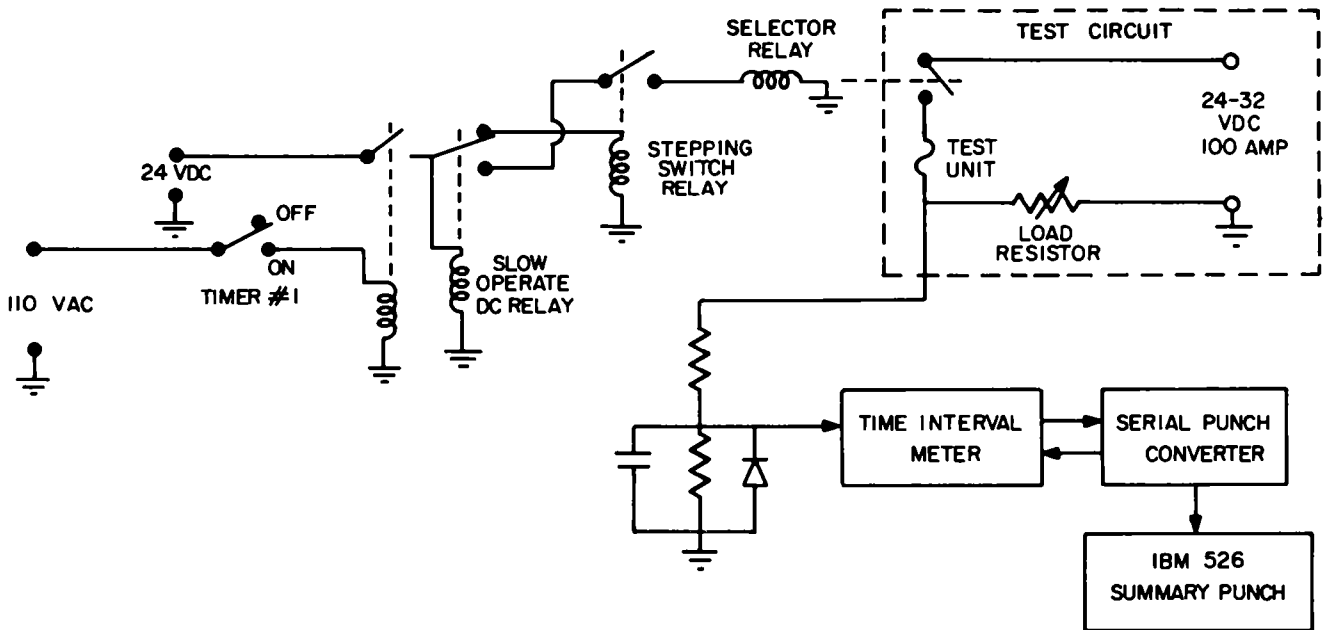 SELECTOR
RELAY
TEST CIRCUIT
24-32
VDC
100 AMP
TEST
UNIT
LOAD
RESISTOR
STEPPING
SWITCH
RELAY
24 VDC
OFF
ON
TIMER #1
110 VAC
SLOW
OPERATE
DC RELAY
TIME INTERVAL
METER
SERIAL PUNCH
CONVERTER
IBM 526
SUMMARY PUNCH